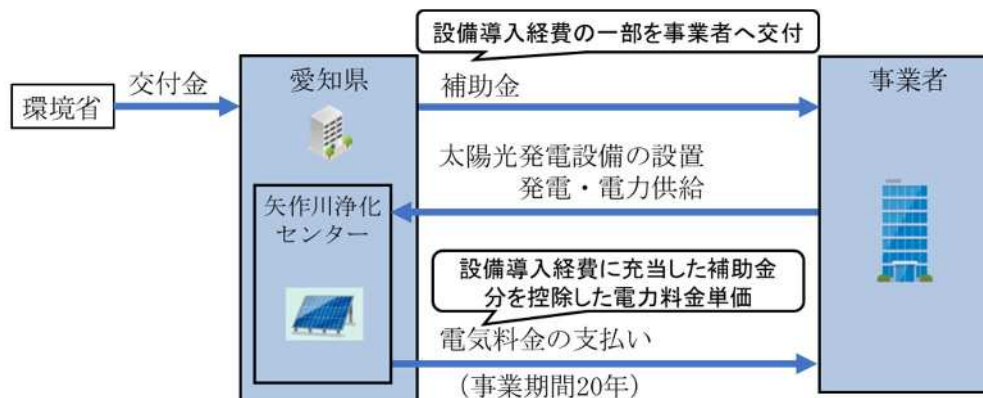 設備導入経費の一部を事業者へ交付
環境省
交付金
愛知県
補助金
事業者
太陽光発電設備の設置
発電・電力供給
矢作川浄化
センター
設備導入経費に充当した補助金
分を控除した電力料金単価
電気料金の支払い
（事業期間20年）